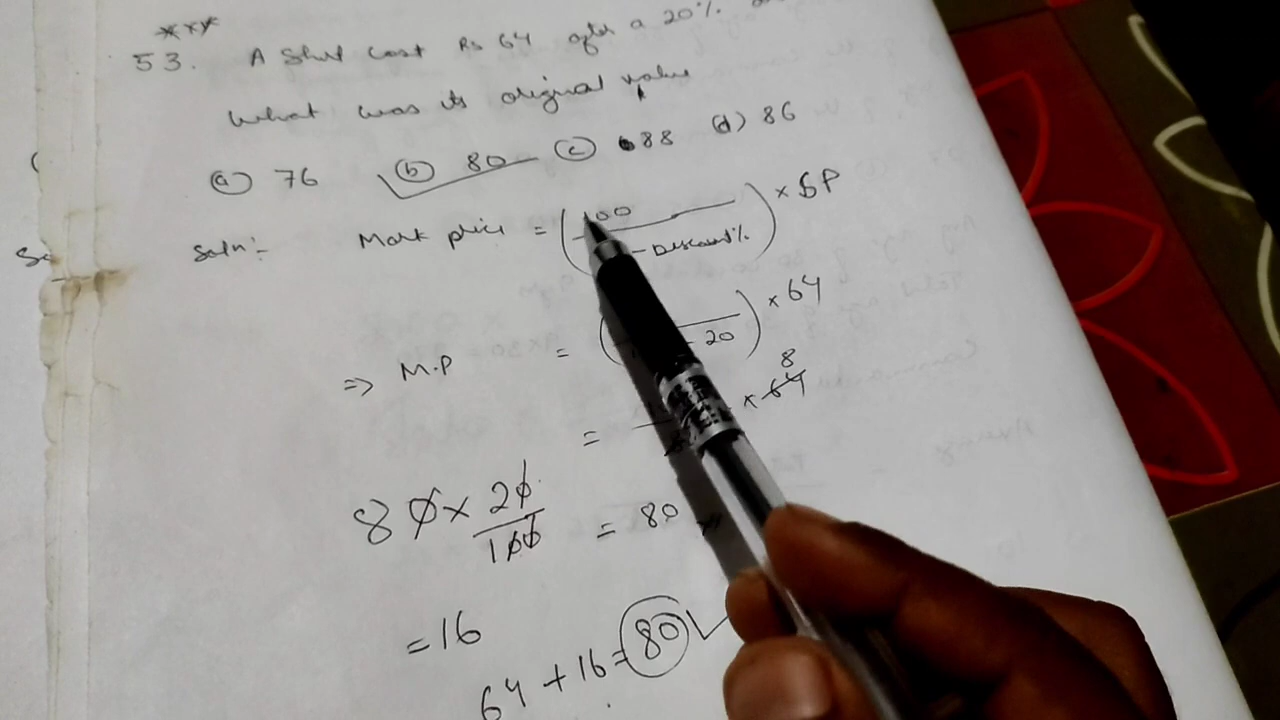 ***
53. A Shirt cost Rs 64 after a 20%
What was its original value
(a) 76 (b) 80 (c) 88 (d) 86
Soln:- Mark price = (100 / - Discount%) × SP
=> M.P = ( - 20) × 64
= × 64 8
80 × 20/100 = 80
= 16
64 + 16 = 80